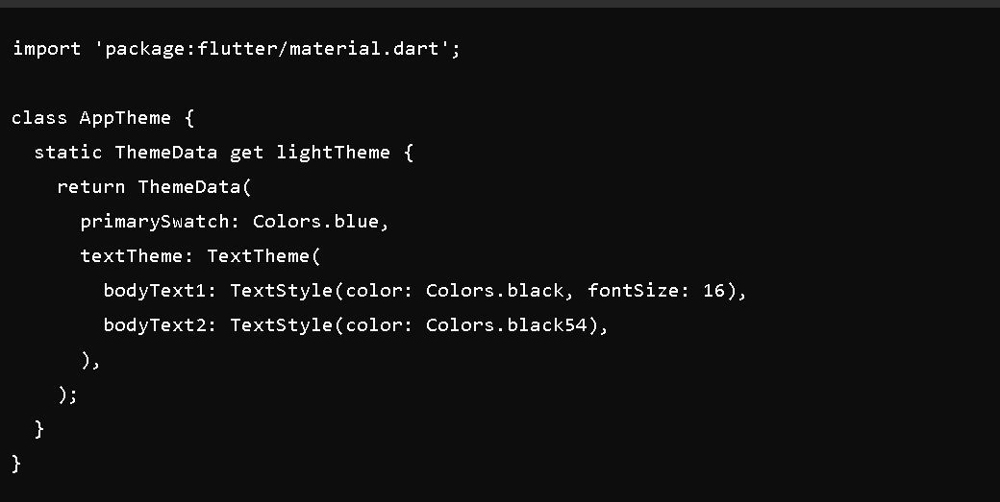 import 'package:flutter/material.dart';

class AppTheme {
  static ThemeData get lightTheme {
    return ThemeData(
      primarySwatch: Colors.blue,
      textTheme: TextTheme(
        bodyText1: TextStyle(color: Colors.black, fontSize: 16),
        bodyText2: TextStyle(color: Colors.black54),
      ),
    );
  }
}